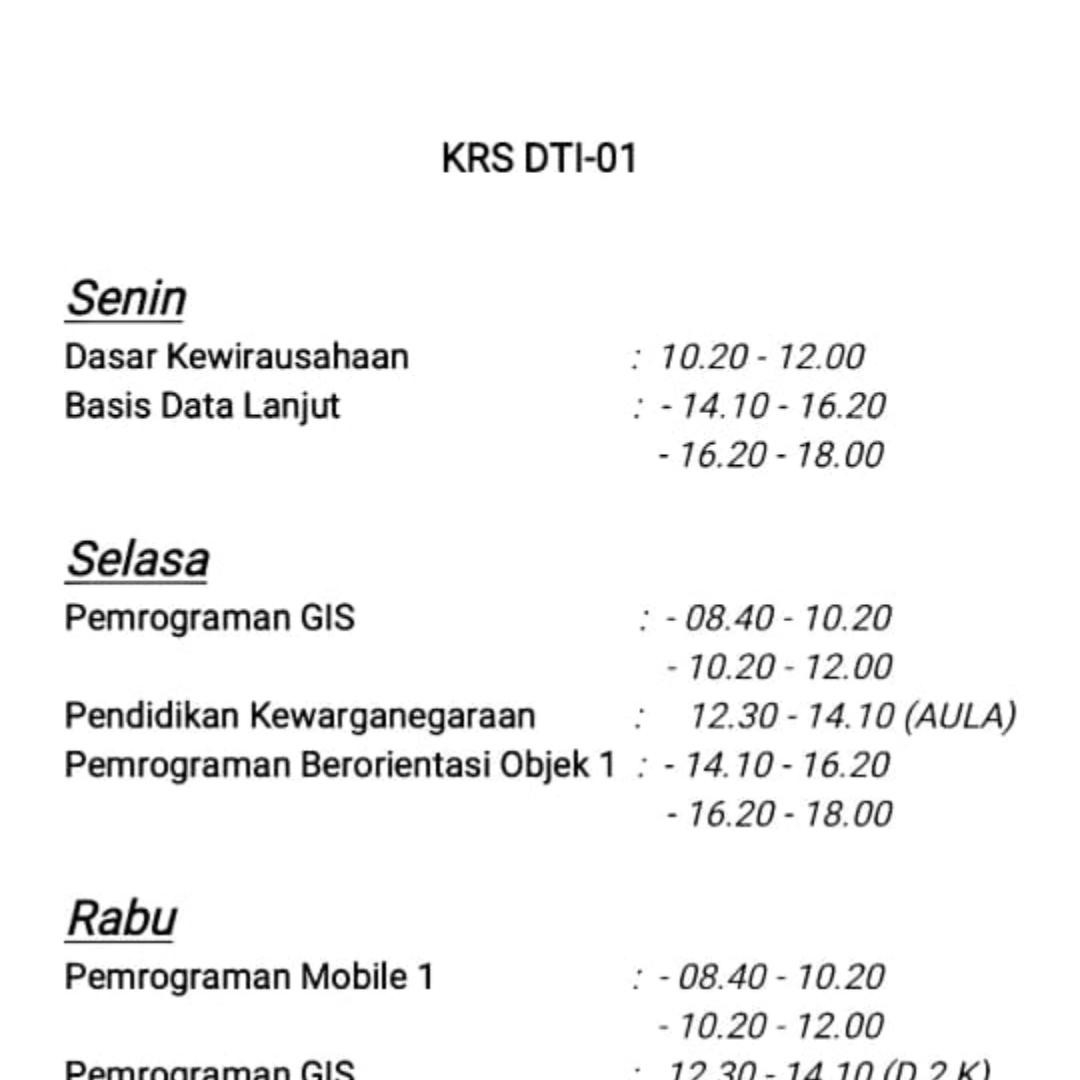 KRS DTI-01
Senin
Dasar Kewirausahaan : 10.20 - 12.00
Basis Data Lanjut : - 14.10 - 16.20
- 16.20 - 18.00
Selasa
Pemrograman GIS : - 08.40 - 10.20
- 10.20 - 12.00
Pendidikan Kewarganegaraan : 12.30 - 14.10 (AULA)
Pemrograman Berorientasi Objek 1 : - 14.10 - 16.20
- 16.20 - 18.00
Rabu
Pemrograman Mobile 1 : - 08.40 - 10.20
- 10.20 - 12.00
Pemrograman GIS : 12.30 - 14.10 (D.2.K)